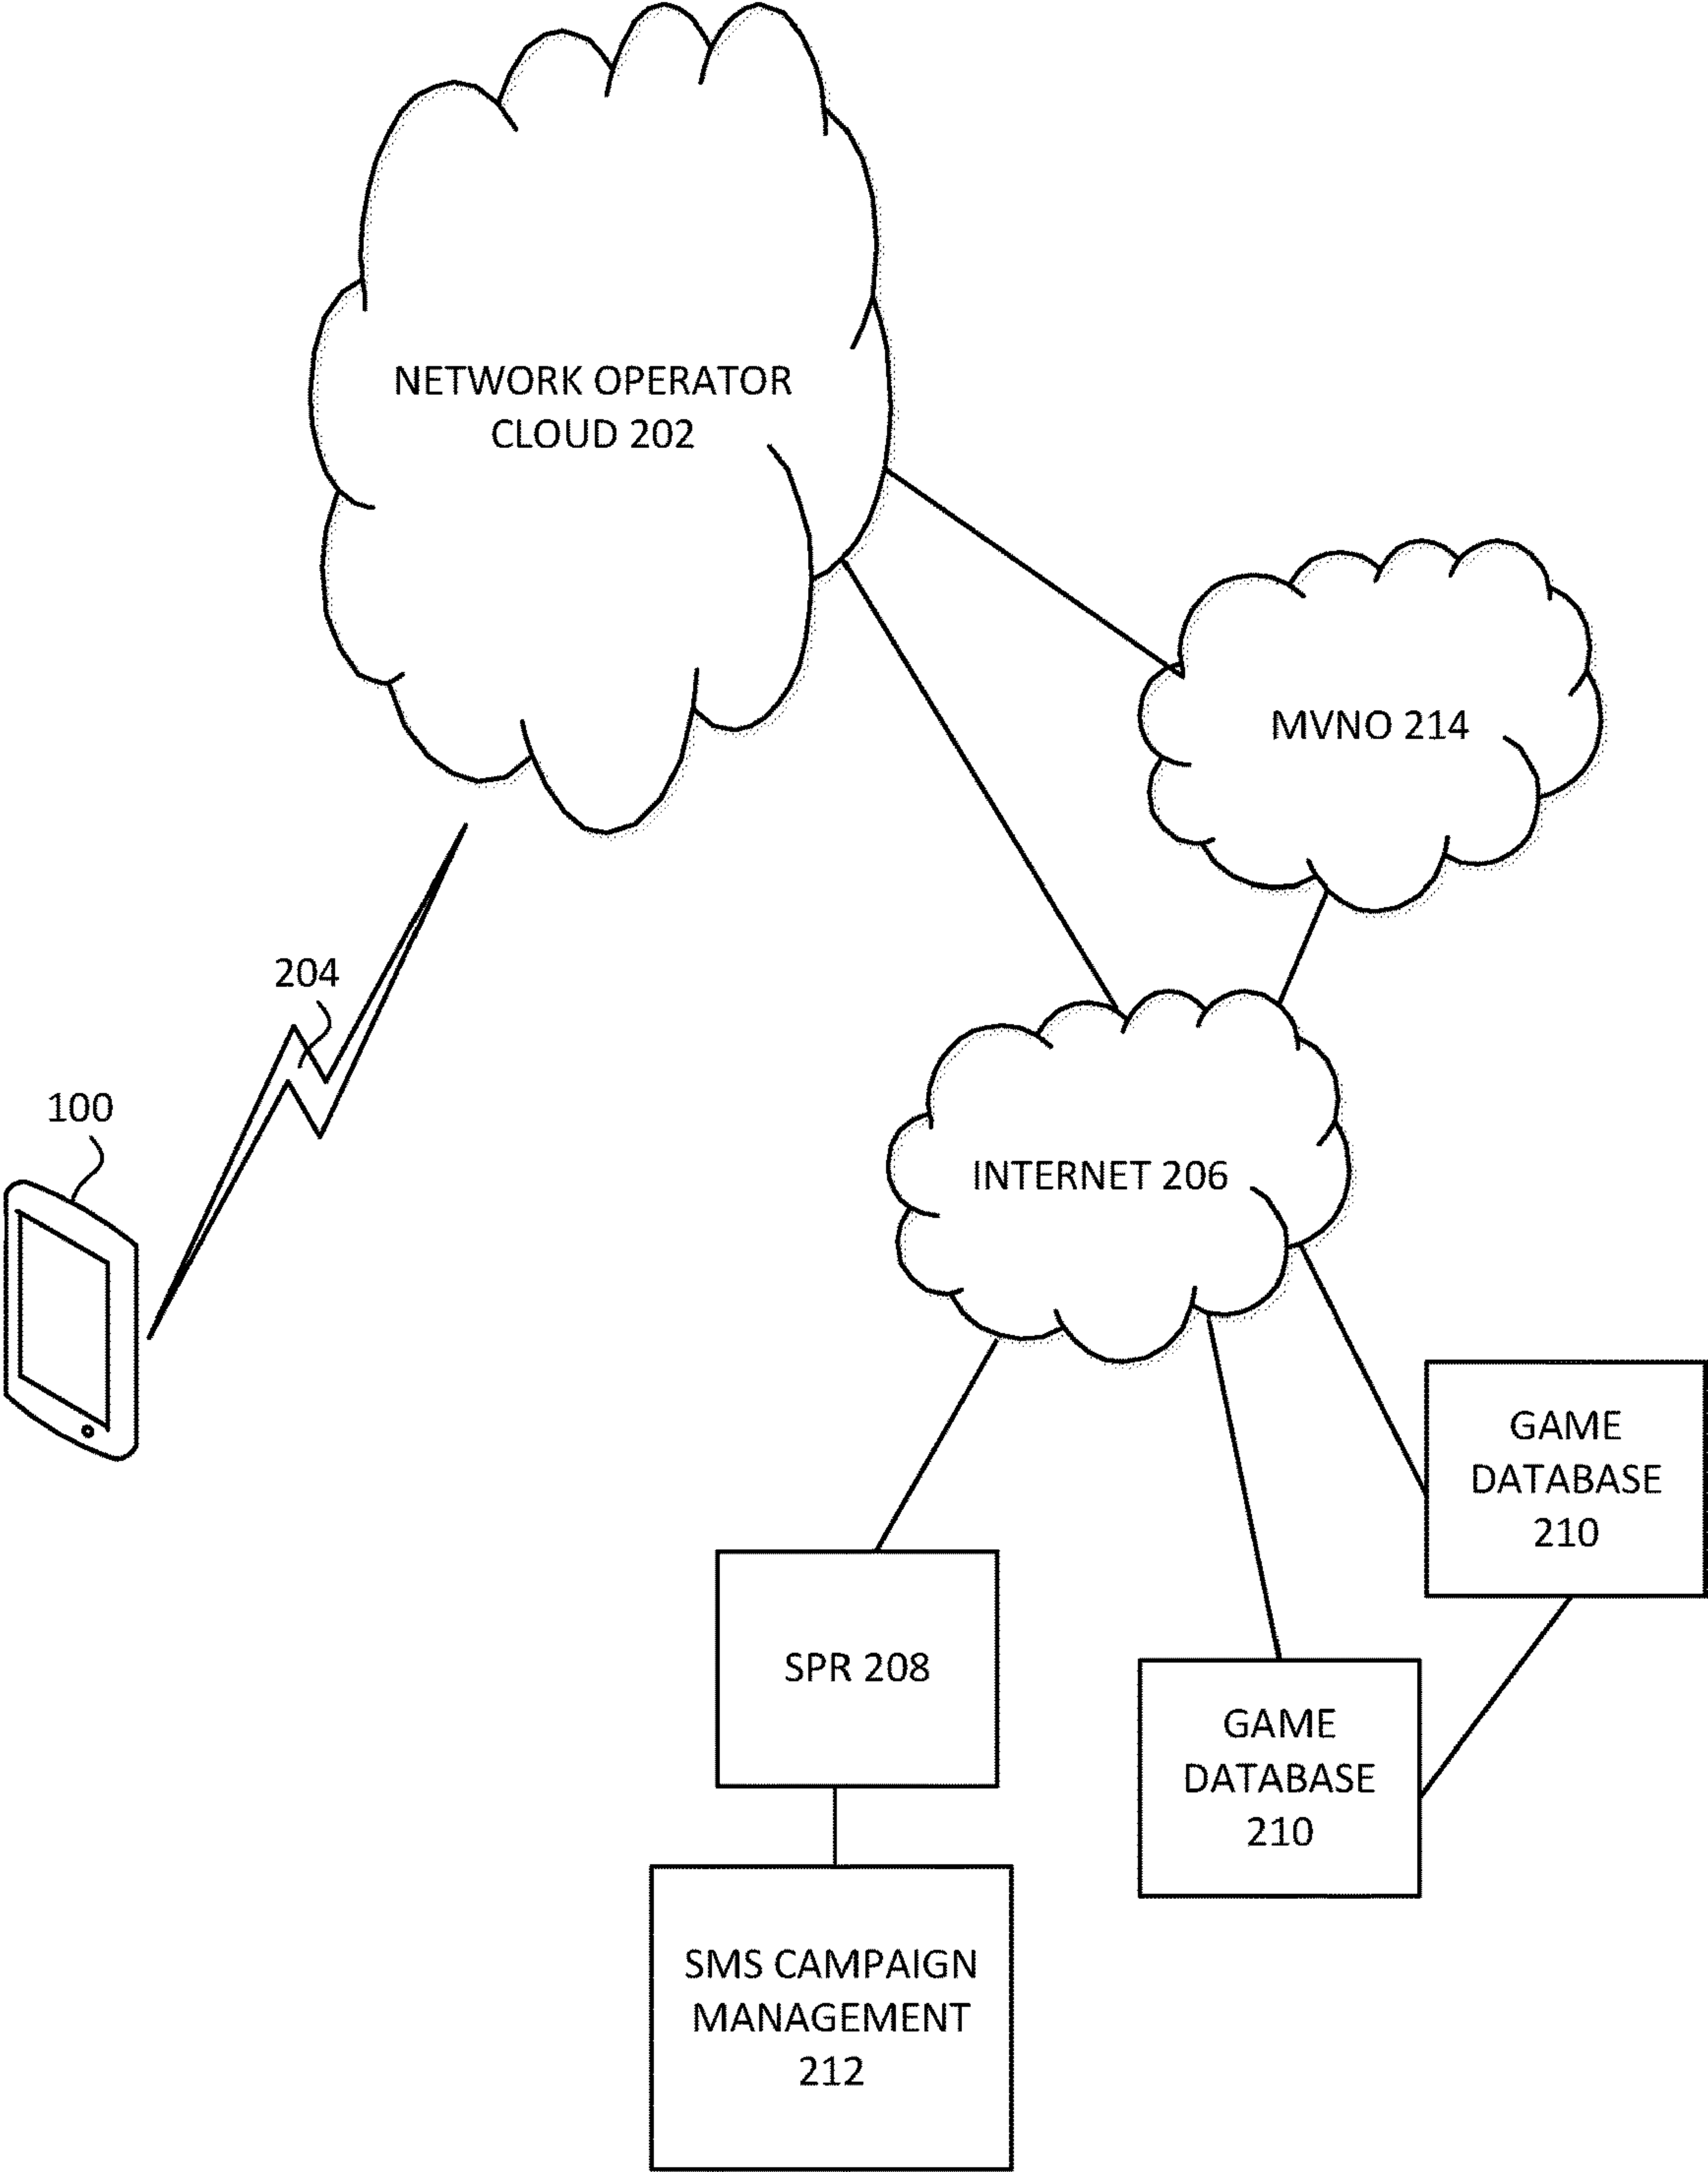 NETWORK OPERATOR
CLOUD 202
MVNO 214
204
100
INTERNET 206
GAME
DATABASE
210
SPR 208
GAME
DATABASE
210
SMS CAMPAIGN
MANAGEMENT
212